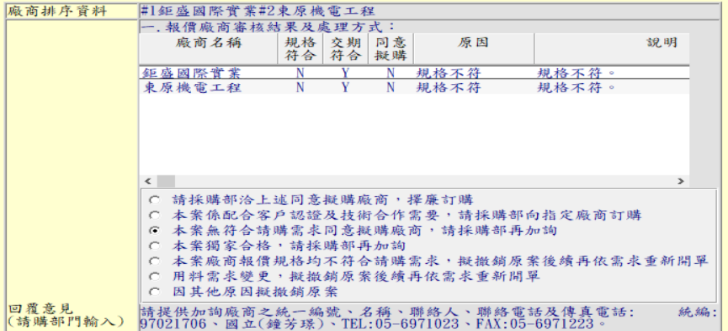 廠商排序資料 #1鉅盛國際實業#2東原機電工程
一.報價廠商審核結果及處理方式：
廠商名稱 規格符合 交期符合 同意擬購 原因 說明
鉅盛國際實業 N Y N 規格不符 規格不符。
東原機電工程 N Y N 規格不符 規格不符。
請採購部洽上述同意擬購廠商，擇廉訂購
本案係配合客戶認證及技術合作需要，請採購部向指定廠商訂購
本案無符合請購需求同意擬購廠商，請採購部再加詢
本案獨家合格，請採購部再加詢
本案廠商報價規格均不符合請購需求，擬撤銷原案後續再依需求重新開單
用料需求變更，擬撤銷原案後續再依需求重新開單
因其他原因擬撤銷原案
回覆意見
(請購部門輸入)
請提供加詢廠商之統一編號、名稱、聯絡人、聯絡電話及傳真電話: 統編:
97021706、國立(鐘芳璟)、TEL:05-6971023、FAX:05-6971223。